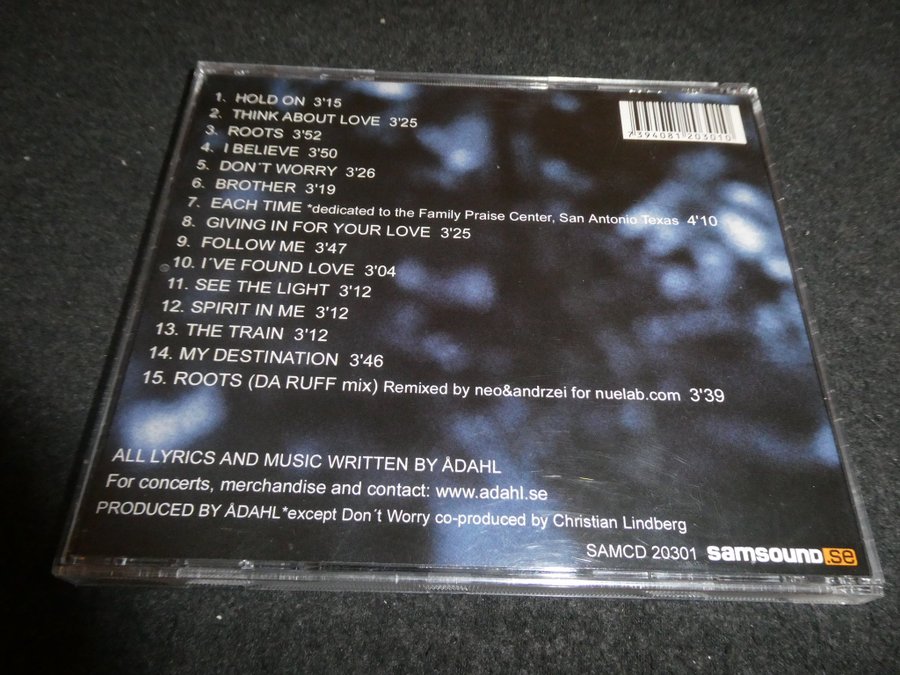 1. HOLD ON 3'15
2. THINK ABOUT LOVE 3'25
3. ROOTS 3'52
4. I BELIEVE 3'50
5. DON´T WORRY 3'26
6. BROTHER 3'19
7. EACH TIME *dedicated to the Family Praise Center, San Antonio Texas 4'10
8. GIVING IN FOR YOUR LOVE 3'25
9. FOLLOW ME 3'47
10. I´VE FOUND LOVE 3'04
11. SEE THE LIGHT 3'12
12. SPIRIT IN ME 3'12
13. THE TRAIN 3'12
14. MY DESTINATION 3'46
15. ROOTS (DA RUFF mix) Remixed by neo&andrzei for nuelab.com 3'39
7394081203010
ALL LYRICS AND MUSIC WRITTEN BY ÅDAHL
For concerts, merchandise and contact: www.adahl.se
PRODUCED BY ÅDAHL*except Don´t Worry co-produced by Christian Lindberg
SAMCD 20301 samsound.se